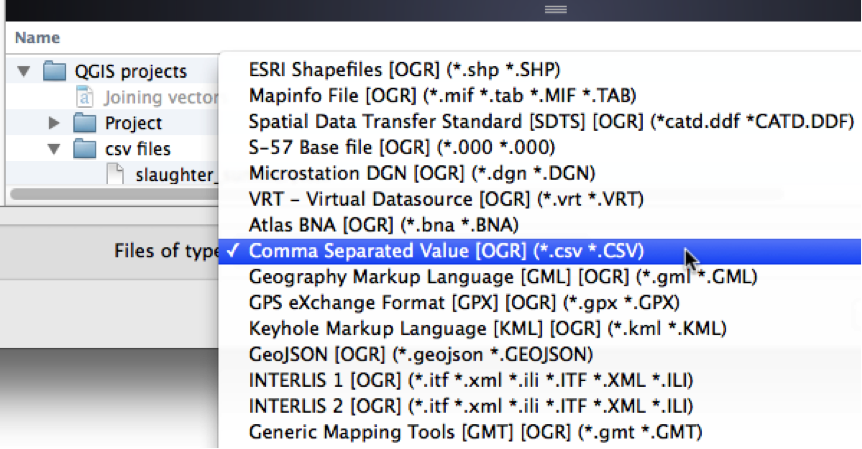 Name
QGIS projects
Joining vector
Project
csv files
slaughter_
Files of type
ESRI Shapefiles [OGR] (*.shp *.SHP)
Mapinfo File [OGR] (*.mif *.tab *.MIF *.TAB)
Spatial Data Transfer Standard [SDTS] [OGR] (*catd.ddf *CATD.DDF)
S-57 Base file [OGR] (*.000 *.000)
Microstation DGN [OGR] (*.dgn *.DGN)
VRT - Virtual Datasource [OGR] (*.vrt *.VRT)
Atlas BNA [OGR] (*.bna *.BNA)
✓ Comma Separated Value [OGR] (*.csv *.CSV)
Geography Markup Language [GML] [OGR] (*.gml *.GML)
GPS eXchange Format [GPX] [OGR] (*.gpx *.GPX)
Keyhole Markup Language [KML] [OGR] (*.kml *.KML)
GeoJSON [OGR] (*.geojson *.GEOJSON)
INTERLIS 1 [OGR] (*.itf *.xml *.ili *.ITF *.XML *.ILI)
INTERLIS 2 [OGR] (*.itf *.xml *.ili *.ITF *.XML *.ILI)
Generic Mapping Tools [GMT] [OGR] (*.gmt *.GMT)